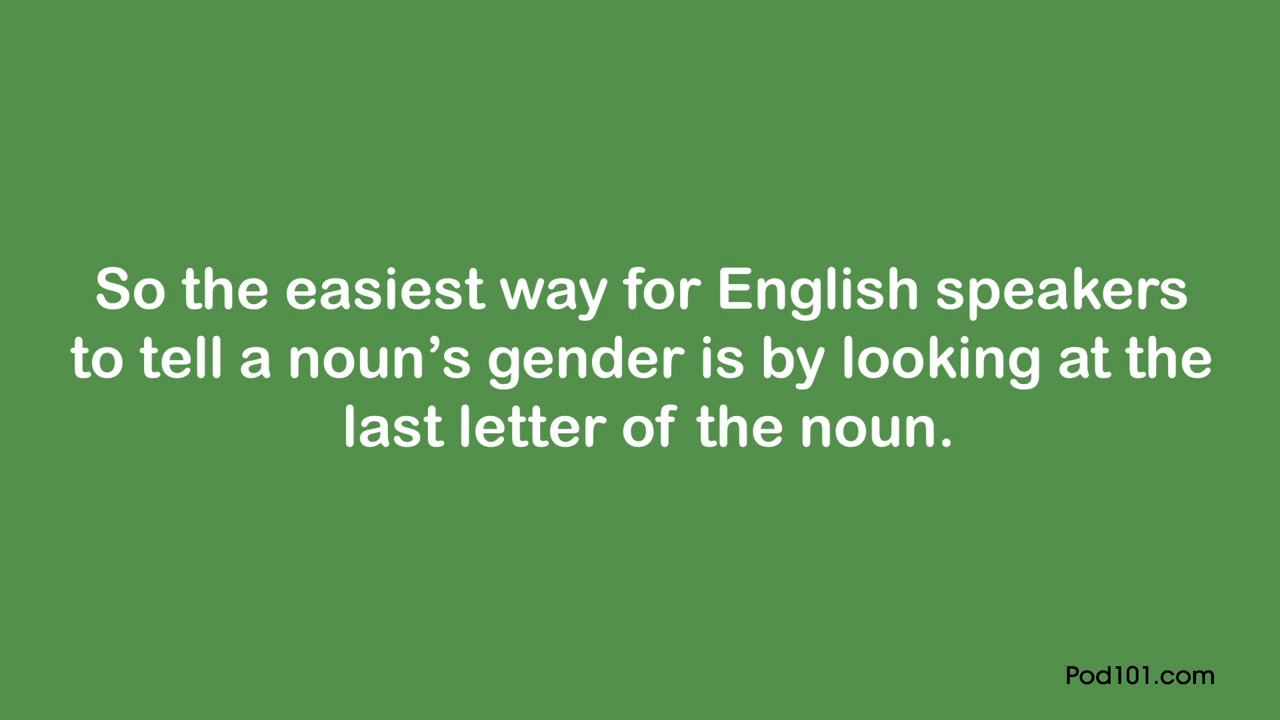 So the easiest way for English speakers
to tell a noun’s gender is by looking at the
last letter of the noun.
Pod101.com